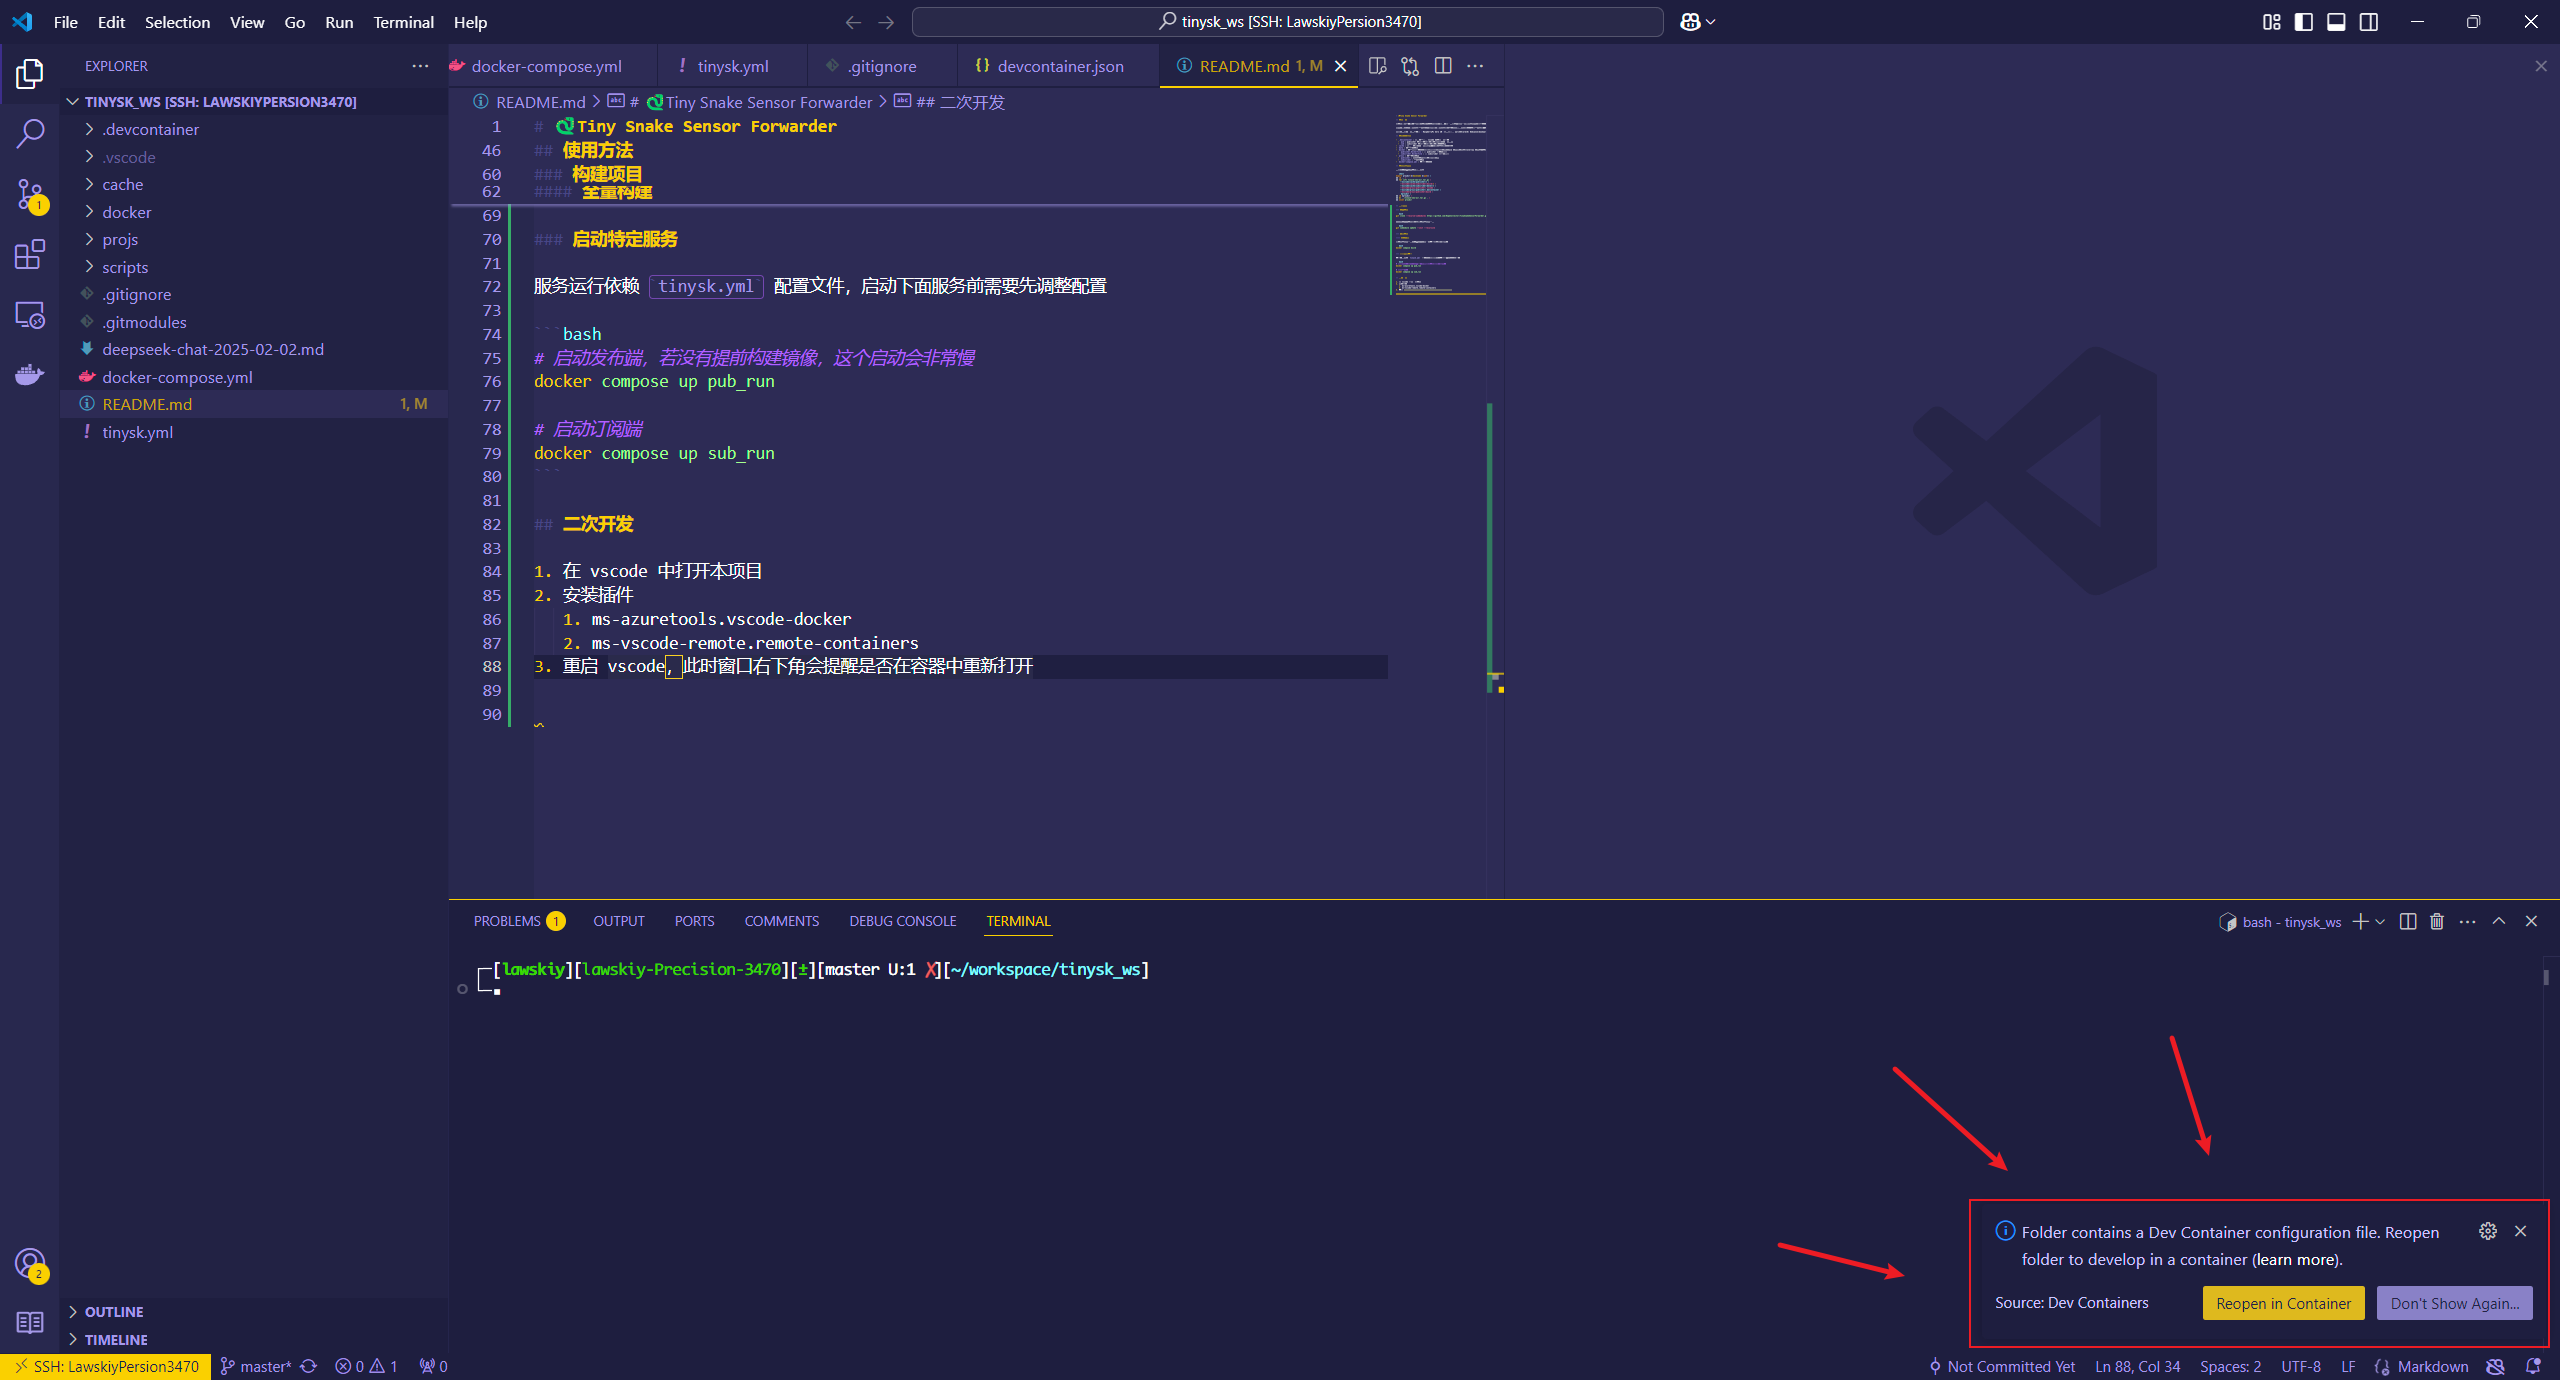 File Edit Selection View Go Run Terminal Help
tinysk_ws [SSH: LawskiyPersion3470]
EXPLORER
TINYSK_WS [SSH: LAWSKIYPERSION3470]
.devcontainer
.vscode
cache
docker
projs
scripts
.gitignore
.gitmodules
deepseek-chat-2025-02-02.md
docker-compose.yml
README.md 1, M
tinysk.yml
OUTLINE
TIMELINE
docker-compose.yml tinysk.yml .gitignore devcontainer.json README.md 1, M
README.md > # Tiny Snake Sensor Forwarder > ## 二次开发
1 # Tiny Snake Sensor Forwarder
46 ## 使用方法
60 ### 构建项目
62 #### 全量构建
69
70 ### 启动特定服务
71
72 服务运行依赖 `tinysk.yml` 配置文件，启动下面服务前需要先调整配置
73
74 ```bash
75 # 启动发布端，若没有提前构建镜像，这个启动会非常慢
76 docker compose up pub_run
77
78 # 启动订阅端
79 docker compose up sub_run
80 ```
81
82 ## 二次开发
83
84 1. 在 vscode 中打开本项目
85 2. 安装插件
86 1. ms-azuretools.vscode-docker
87 2. ms-vscode-remote.remote-containers
88 3. 重启 vscode，此时窗口右下角会提醒是否在容器中重新打开
89
90
PROBLEMS 1 OUTPUT PORTS COMMENTS DEBUG CONSOLE TERMINAL
bash - tinysk_ws
[lawskiy][lawskiy-Precision-3470][±][master U:1 ✗][~/workspace/tinysk_ws]
Folder contains a Dev Container configuration file. Reopen
folder to develop in a container (learn more).
Source: Dev Containers
Reopen in Container
Don't Show Again...
1
2
SSH: LawskiyPersion3470 master* 0 1 0
Not Committed Yet Ln 88, Col 34 Spaces: 2 UTF-8 LF Markdown